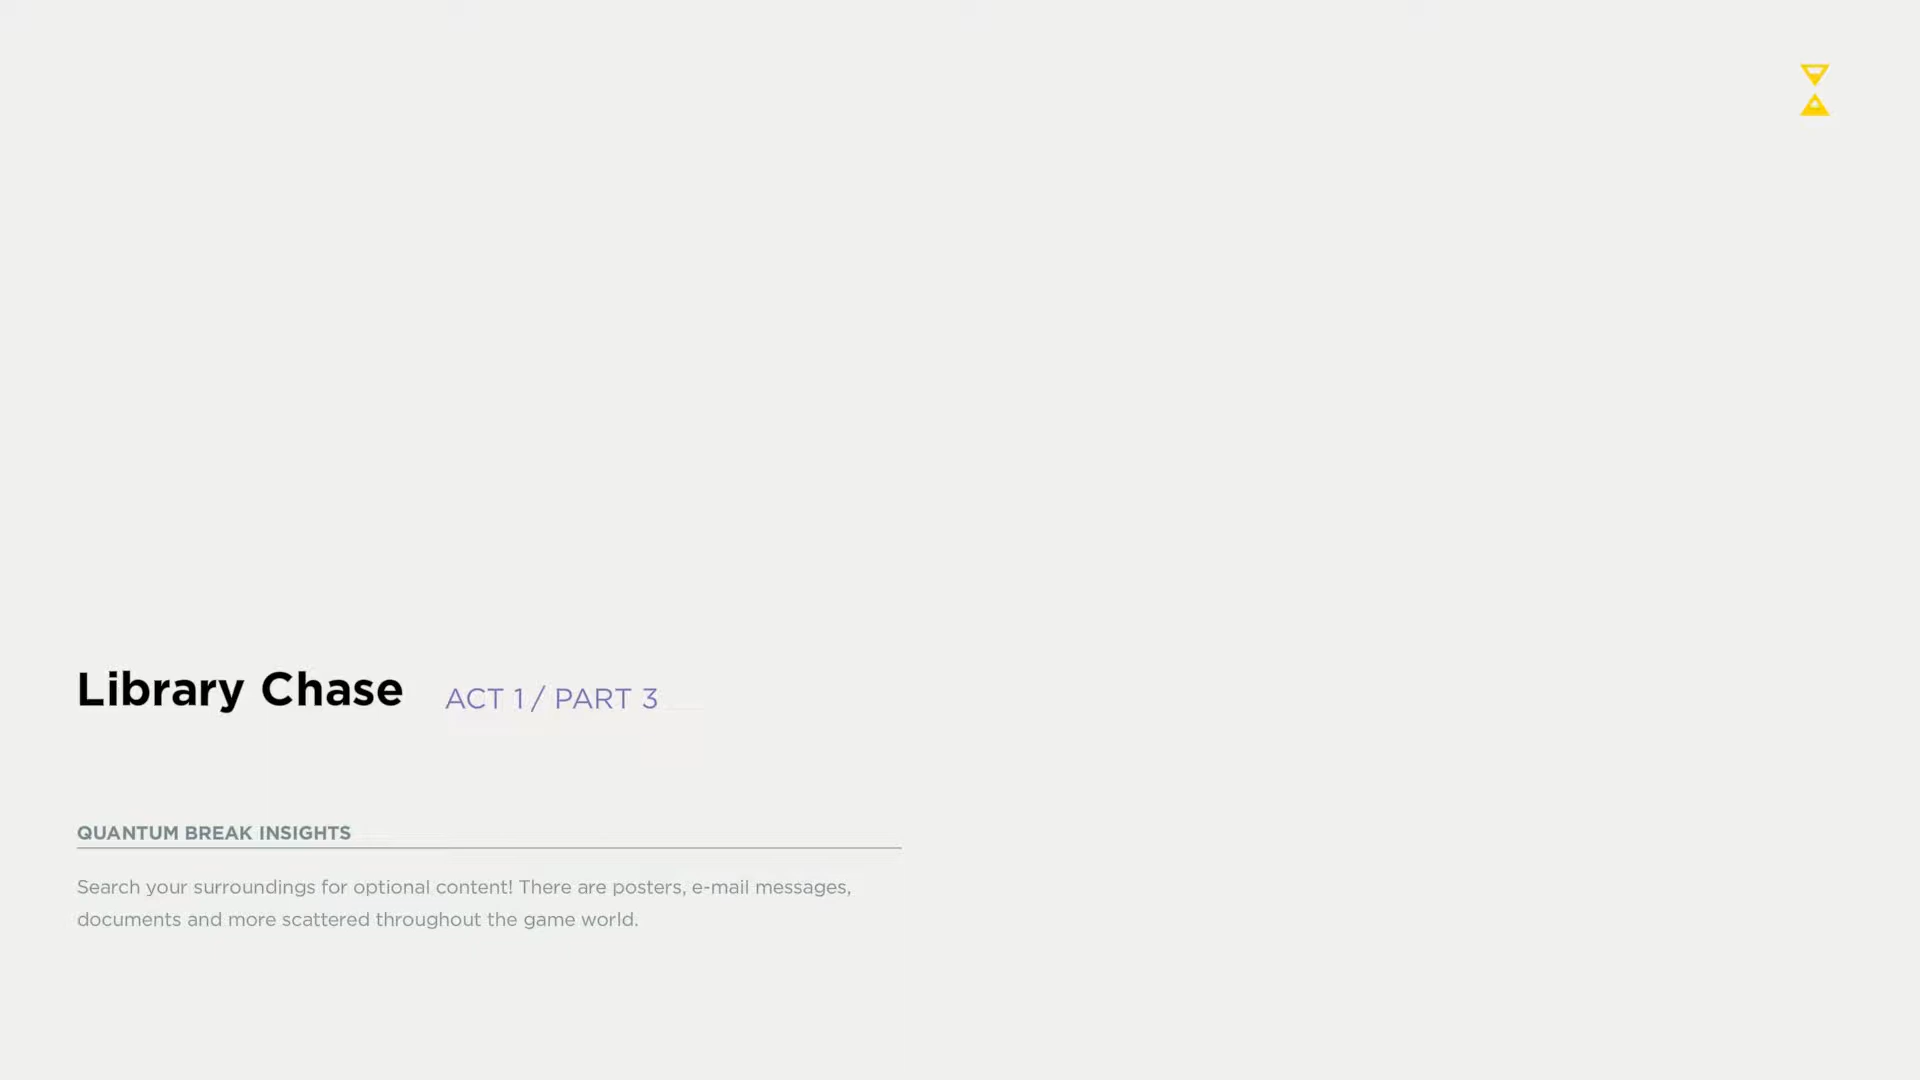 Library Chase ACT 1 / PART 3
QUANTUM BREAK INSIGHTS
Search your surroundings for optional content! There are posters, e-mail messages,
documents and more scattered throughout the game world.